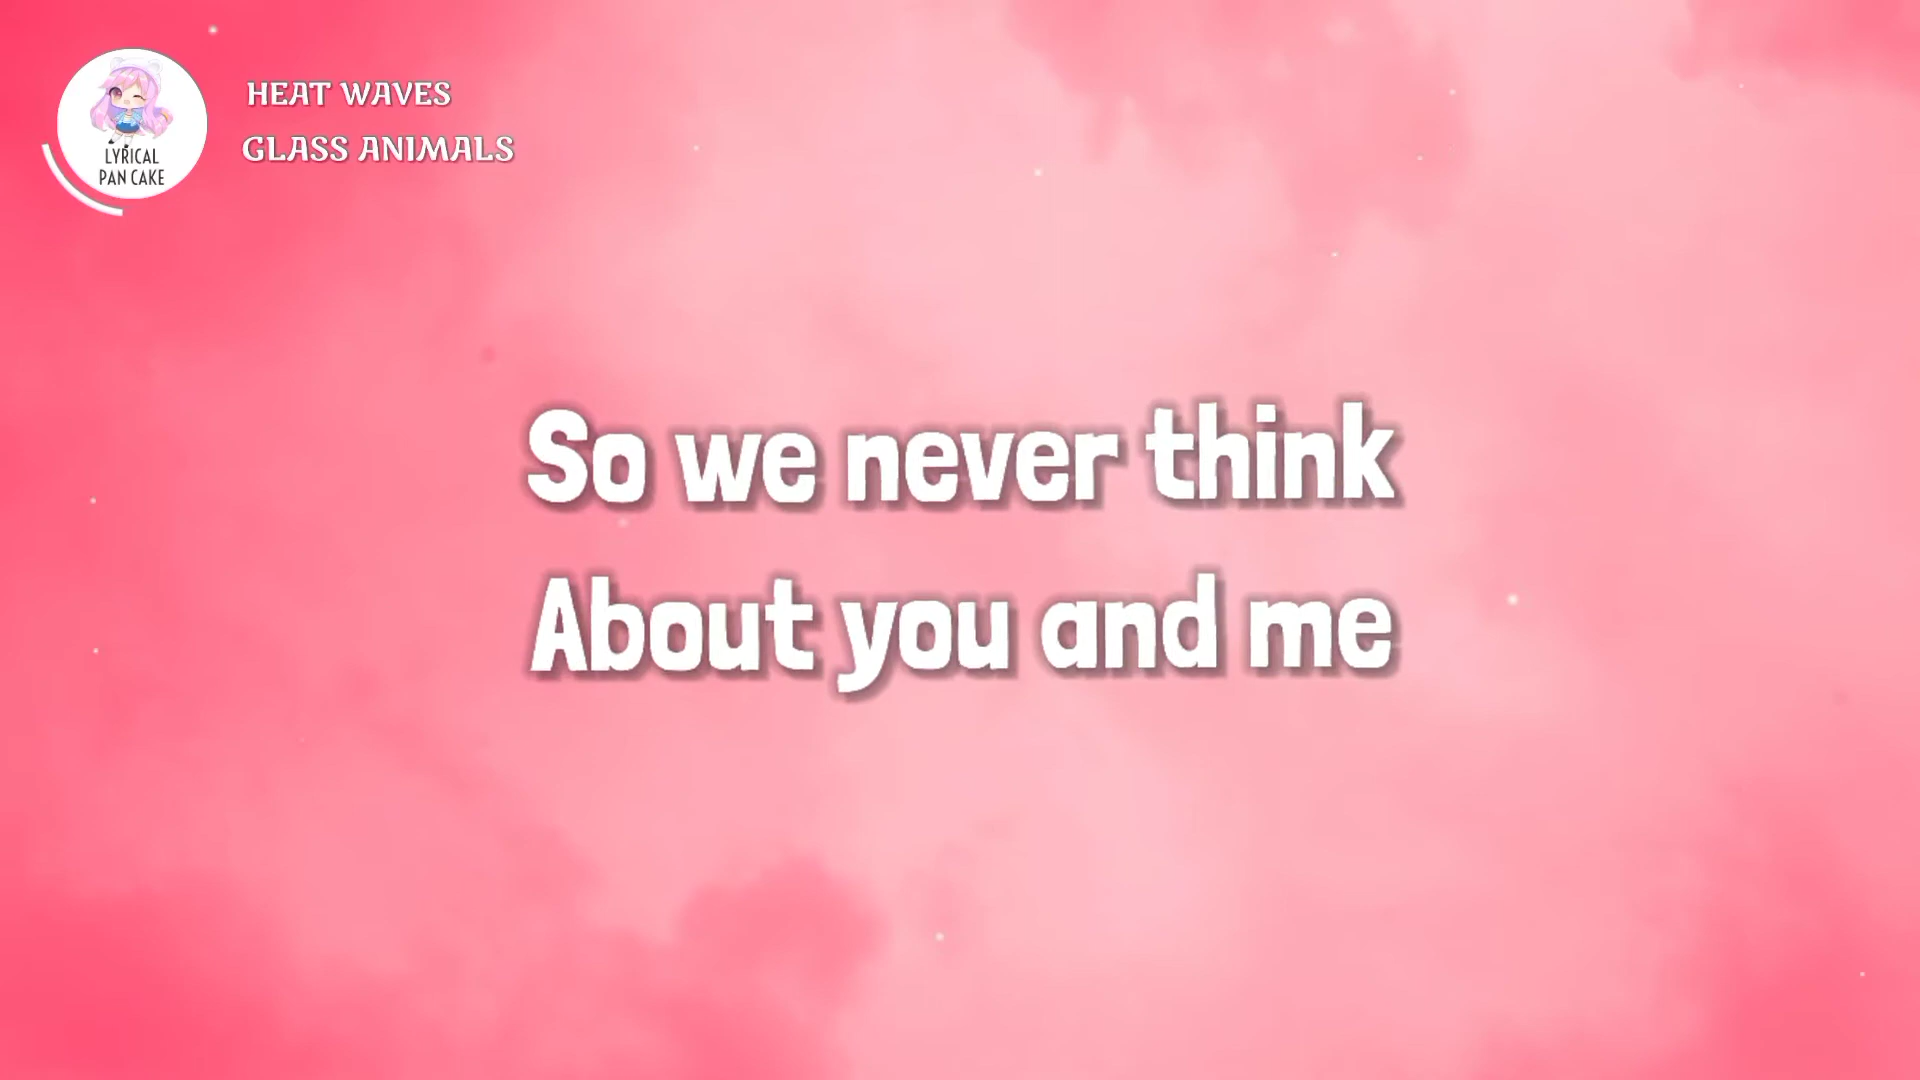 LYRICAL
PAN CAKE
HEAT WAVES
GLASS ANIMALS
So we never think
About you and me